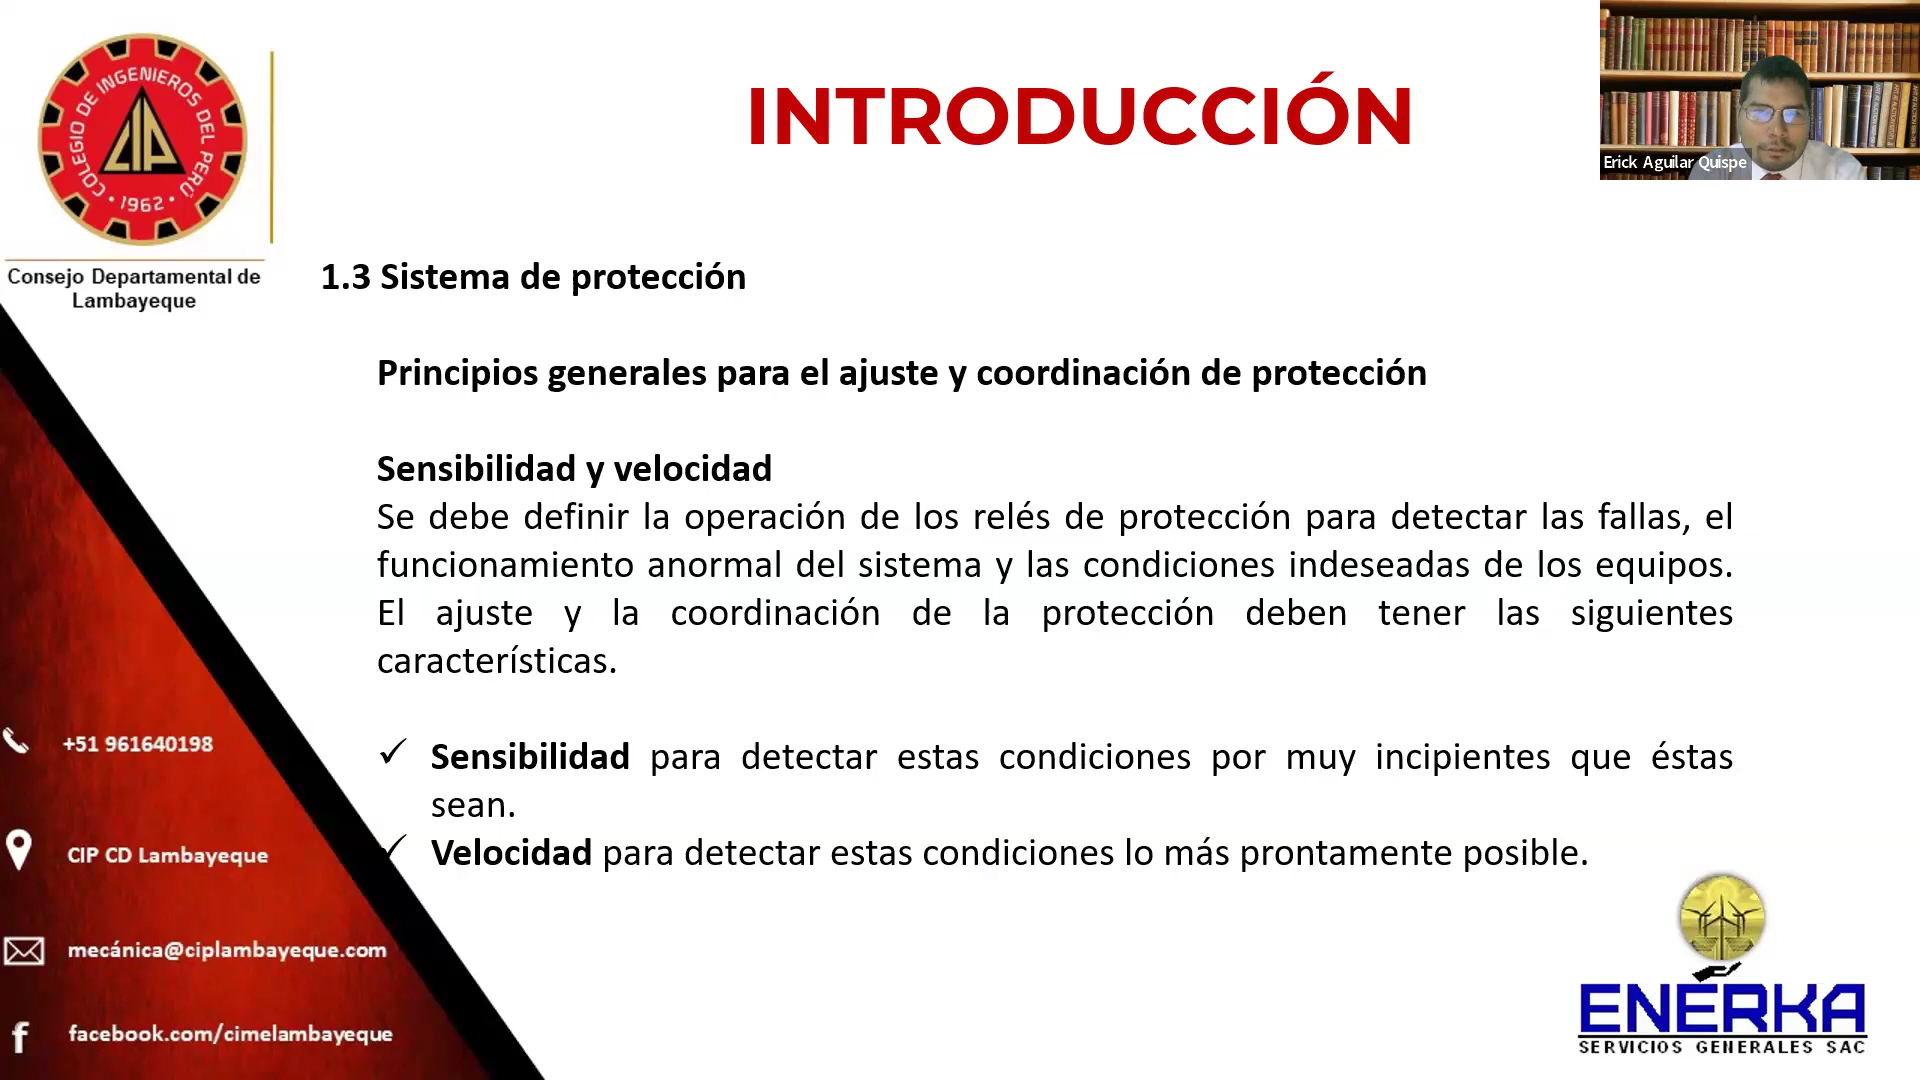 COLEGIO DE INGENIEROS DEL PERÚ
CIP
• 1962 •
Consejo Departamental de
Lambayeque
INTRODUCCIÓN
Erick Aguilar Quispe
1.3 Sistema de protección
Principios generales para el ajuste y coordinación de protección
Sensibilidad y velocidad
Se debe definir la operación de los relés de protección para detectar las fallas, el
funcionamiento anormal del sistema y las condiciones indeseadas de los equipos.
El ajuste y la coordinación de la protección deben tener las siguientes
características.
✓ Sensibilidad para detectar estas condiciones por muy incipientes que éstas
sean.
✓ Velocidad para detectar estas condiciones lo más prontamente posible.
+51 961640198
CIP CD Lambayeque
mecánica@ciplambayeque.com
facebook.com/cimelambayeque
ENERKA
SERVICIOS GENERALES SAC